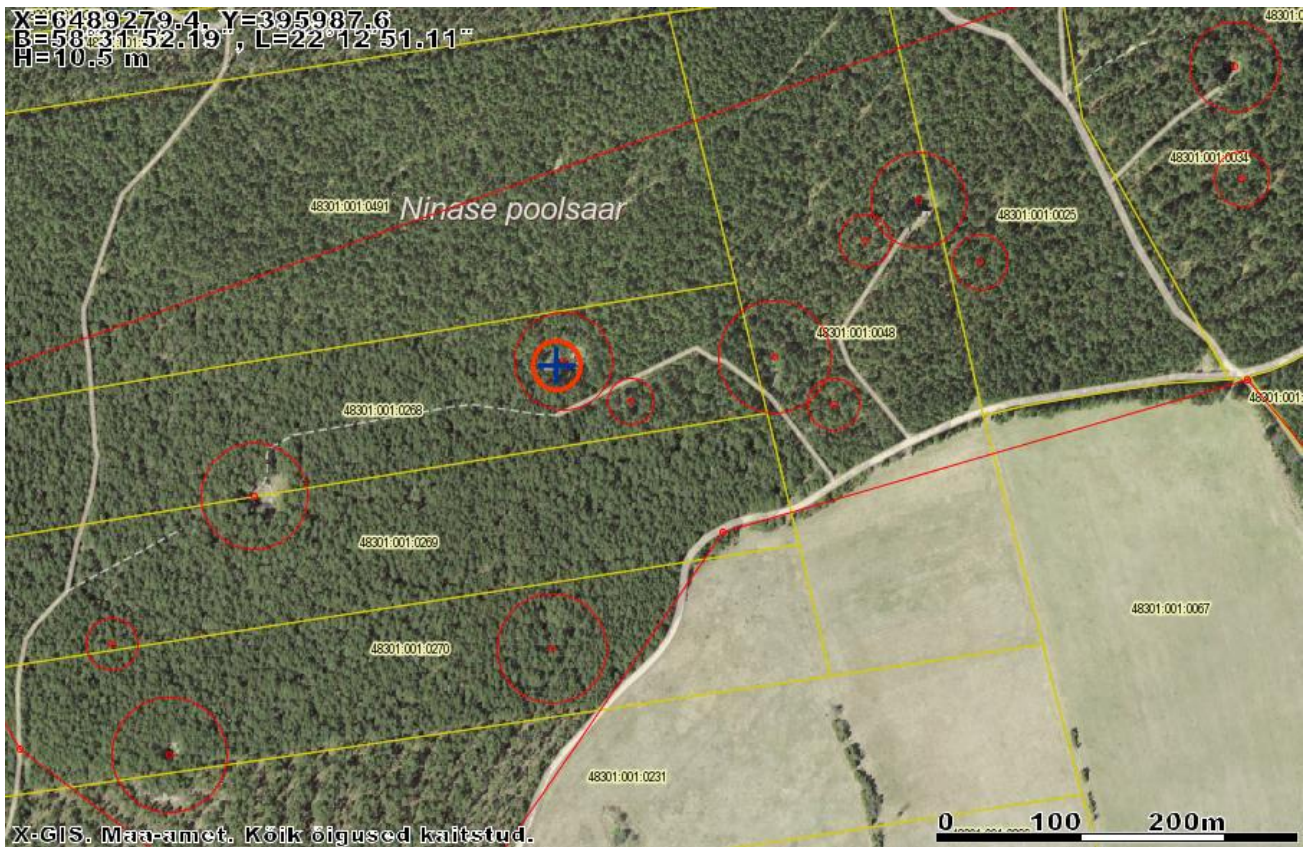 X=6489279.4, Y=395987.6
B=58°31'52.19", L=22°12'51.11"
H=10.5 m
48301:001:0034
48301:001:0491
Ninase poolsaar
48301:001:0025
48301:001:0048
48301:001:0268
48301:001:
48301:001:0269
48301:001:0067
48301:001:0270
48301:001:0231
X-GIS. Maa-amet. Kõik õigused kaitstud.
0 100 200m